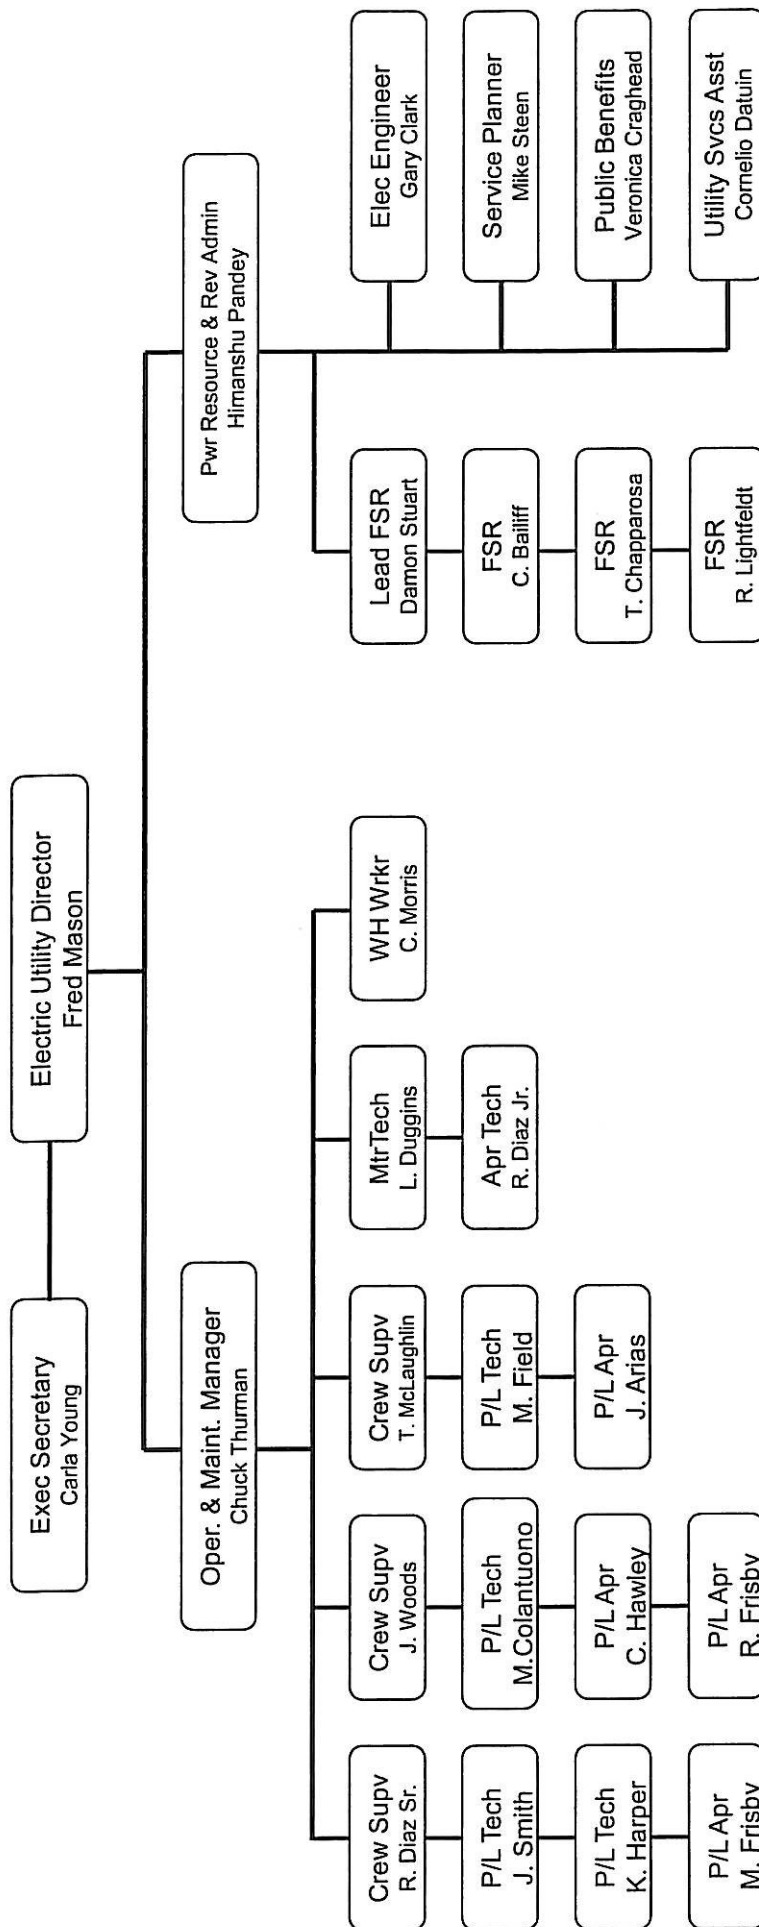 Exec Secretary
Carla Young
Electric Utility Director
Fred Mason
Oper. & Maint. Manager
Chuck Thurman
Pwr Resource & Rev Admin
Himanshu Pandey
Crew Supv
R. Diaz Sr.
P/L Tech
J. Smith
P/L Tech
K. Harper
P/L Apr
M. Frisby
Crew Supv
J. Woods
P/L Tech
M.Colantuono
P/L Apr
C. Hawley
P/L Apr
R. Frisby
Crew Supv
T. McLaughlin
P/L Tech
M. Field
P/L Apr
J. Arias
MtrTech
L. Duggins
Apr Tech
R. Diaz Jr.
WH Wrkr
C. Morris
Lead FSR
Damon Stuart
FSR
C. Bailiff
FSR
T. Chapparosa
FSR
R. Lightfeldt
Elec Engineer
Gary Clark
Service Planner
Mike Steen
Public Benefits
Veronica Craghead
Utility Svcs Asst
Cornelio Datuin